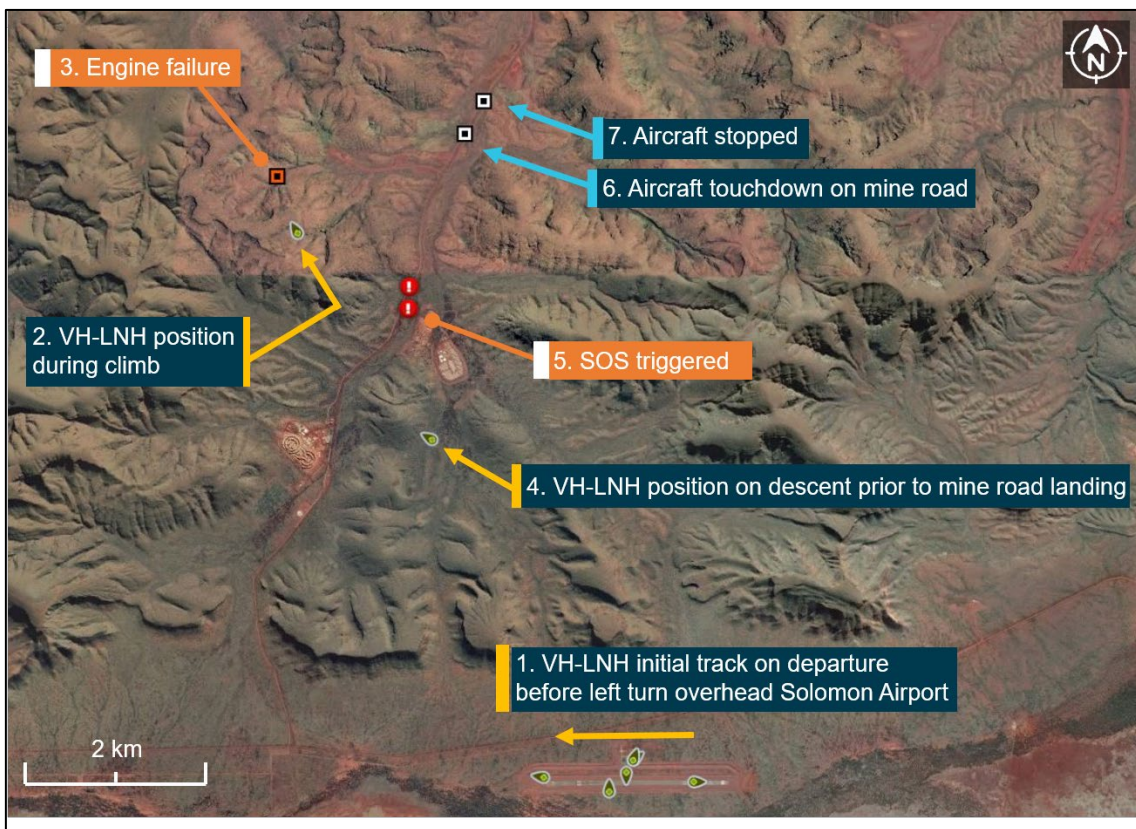 N
3. Engine failure
7. Aircraft stopped
6. Aircraft touchdown on mine road
2. VH-LNH position
during climb
!
!
5. SOS triggered
4. VH-LNH position on descent prior to mine road landing
1. VH-LNH initial track on departure
before left turn overhead Solomon Airport
2 km